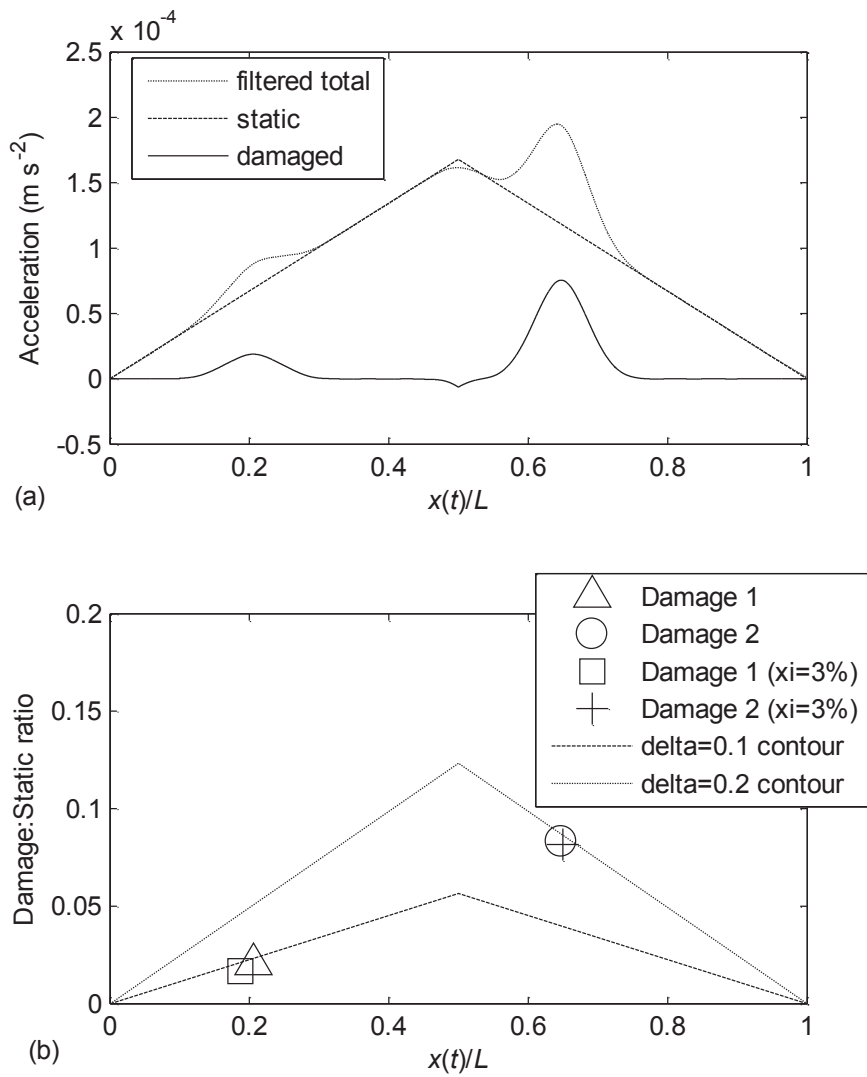 x 10⁻⁴
2.5
2
1.5
1
0.5
0
-0.5
Acceleration (m s⁻²)
filtered total
static
damaged
0 0.2 0.4 0.6 0.8 1
x(t)/L
(a)
0.2
0.15
0.1
0.05
0
Damage:Static ratio
Damage 1
Damage 2
Damage 1 (xi=3%)
Damage 2 (xi=3%)
delta=0.1 contour
delta=0.2 contour
0 0.2 0.4 0.6 0.8 1
x(t)/L
(b)